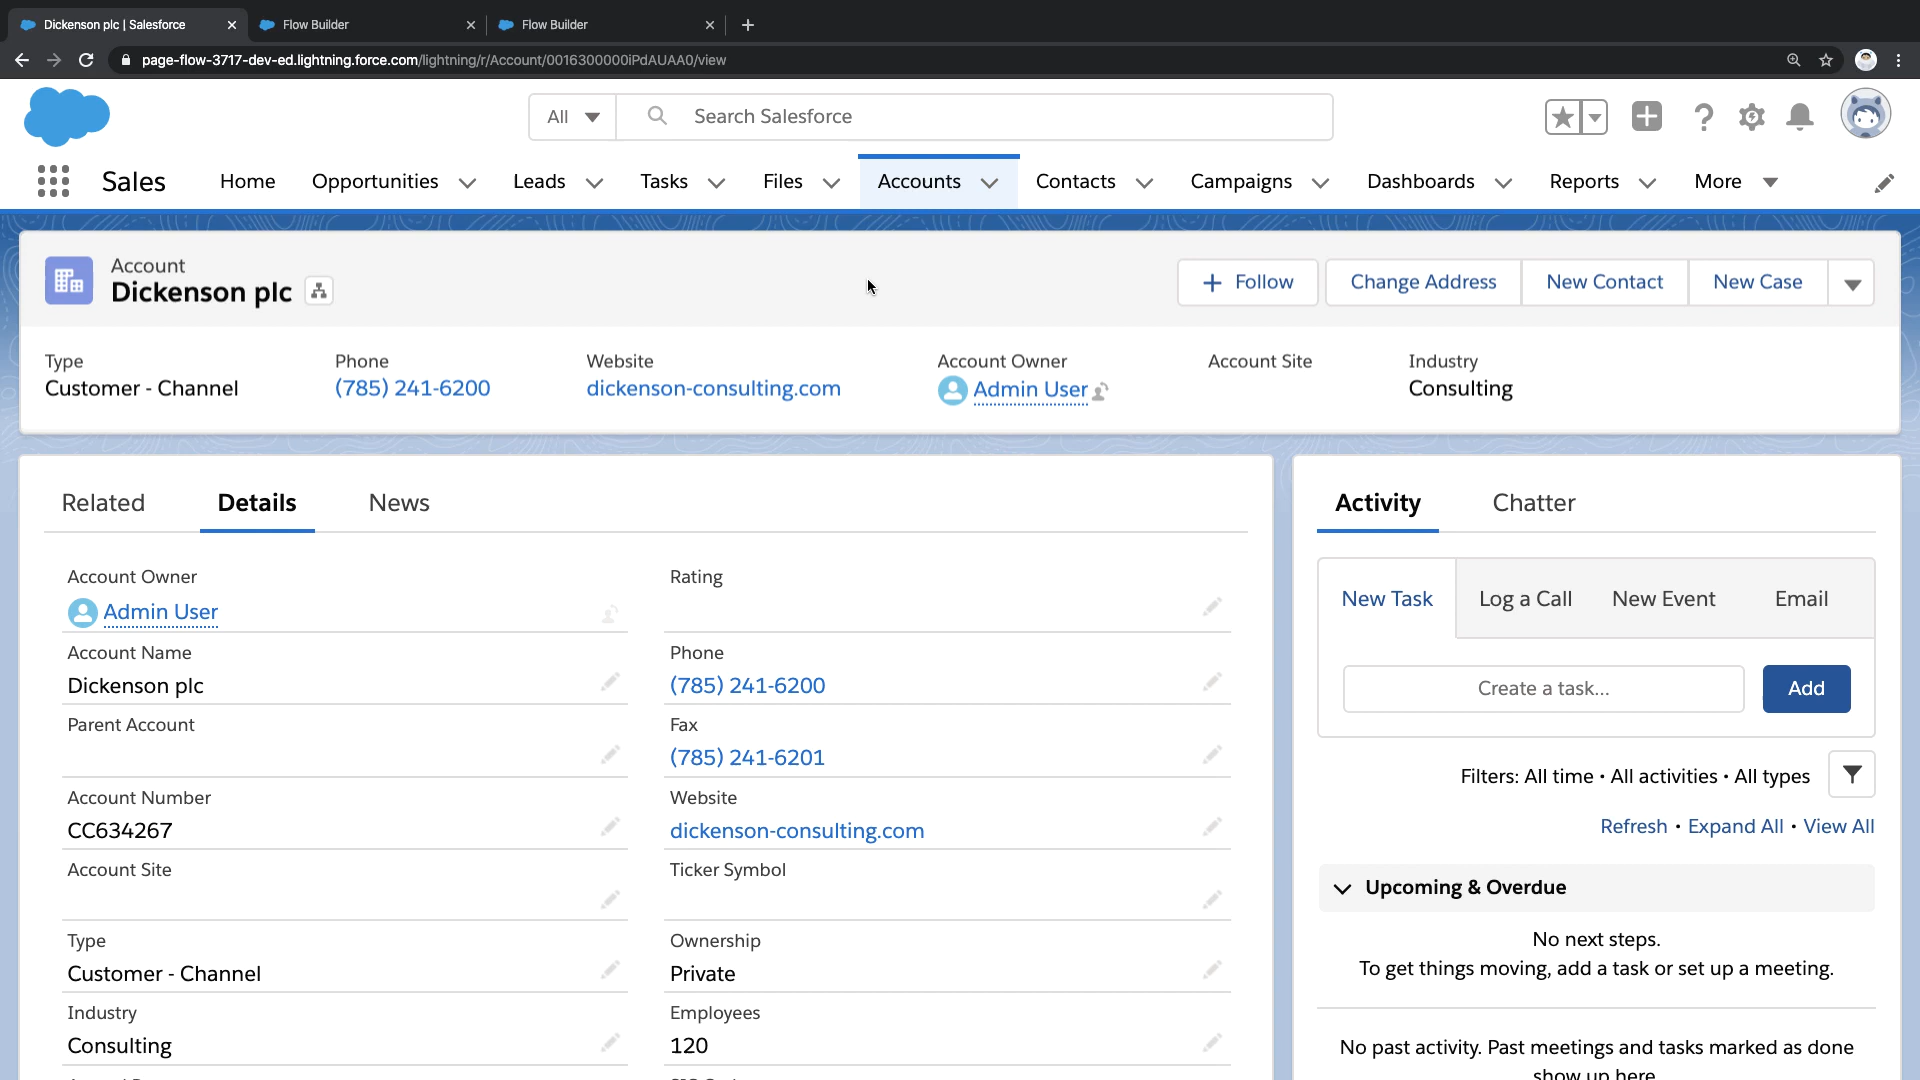 Dickenson plc | Salesforce
Flow Builder
Flow Builder
page-flow-3717-dev-ed.lightning.force.com/lightning/r/Account/0016300000iPdAUAA0/view
All
Search Salesforce
Sales
Home
Opportunities
Leads
Tasks
Files
Accounts
Contacts
Campaigns
Dashboards
Reports
More
Account
Dickenson plc
Follow
Change Address
New Contact
New Case
Type
Customer - Channel
Phone
(785) 241-6200
Website
dickenson-consulting.com
Account Owner
Admin User
Account Site
Industry
Consulting
Related
Details
News
Account Owner
Admin User
Rating
Account Name
Dickenson plc
Phone
(785) 241-6200
Parent Account
Fax
(785) 241-6201
Account Number
CC634267
Website
dickenson-consulting.com
Account Site
Ticker Symbol
Type
Customer - Channel
Ownership
Private
Industry
Consulting
Employees
120
Activity
Chatter
New Task
Log a Call
New Event
Email
Create a task...
Add
Filters: All time • All activities • All types
Refresh • Expand All • View All
Upcoming & Overdue
No next steps.
To get things moving, add a task or set up a meeting.
No past activity. Past meetings and tasks marked as done
show up here.